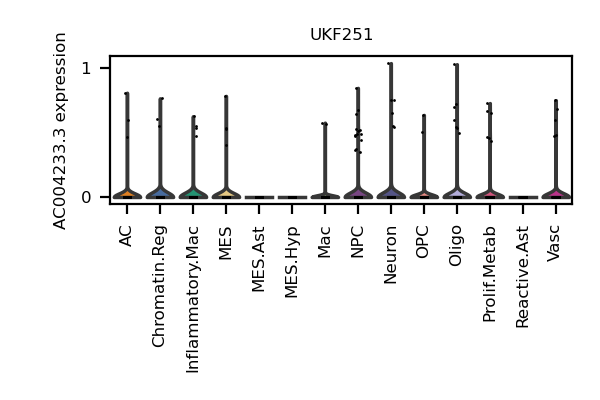 UKF251
AC004233.3 expression
1
0
AC
Chromatin.Reg
Inflammatory.Mac
MES
MES.Ast
MES.Hyp
Mac
NPC
Neuron
OPC
Oligo
Prolif.Metab
Reactive.Ast
Vasc